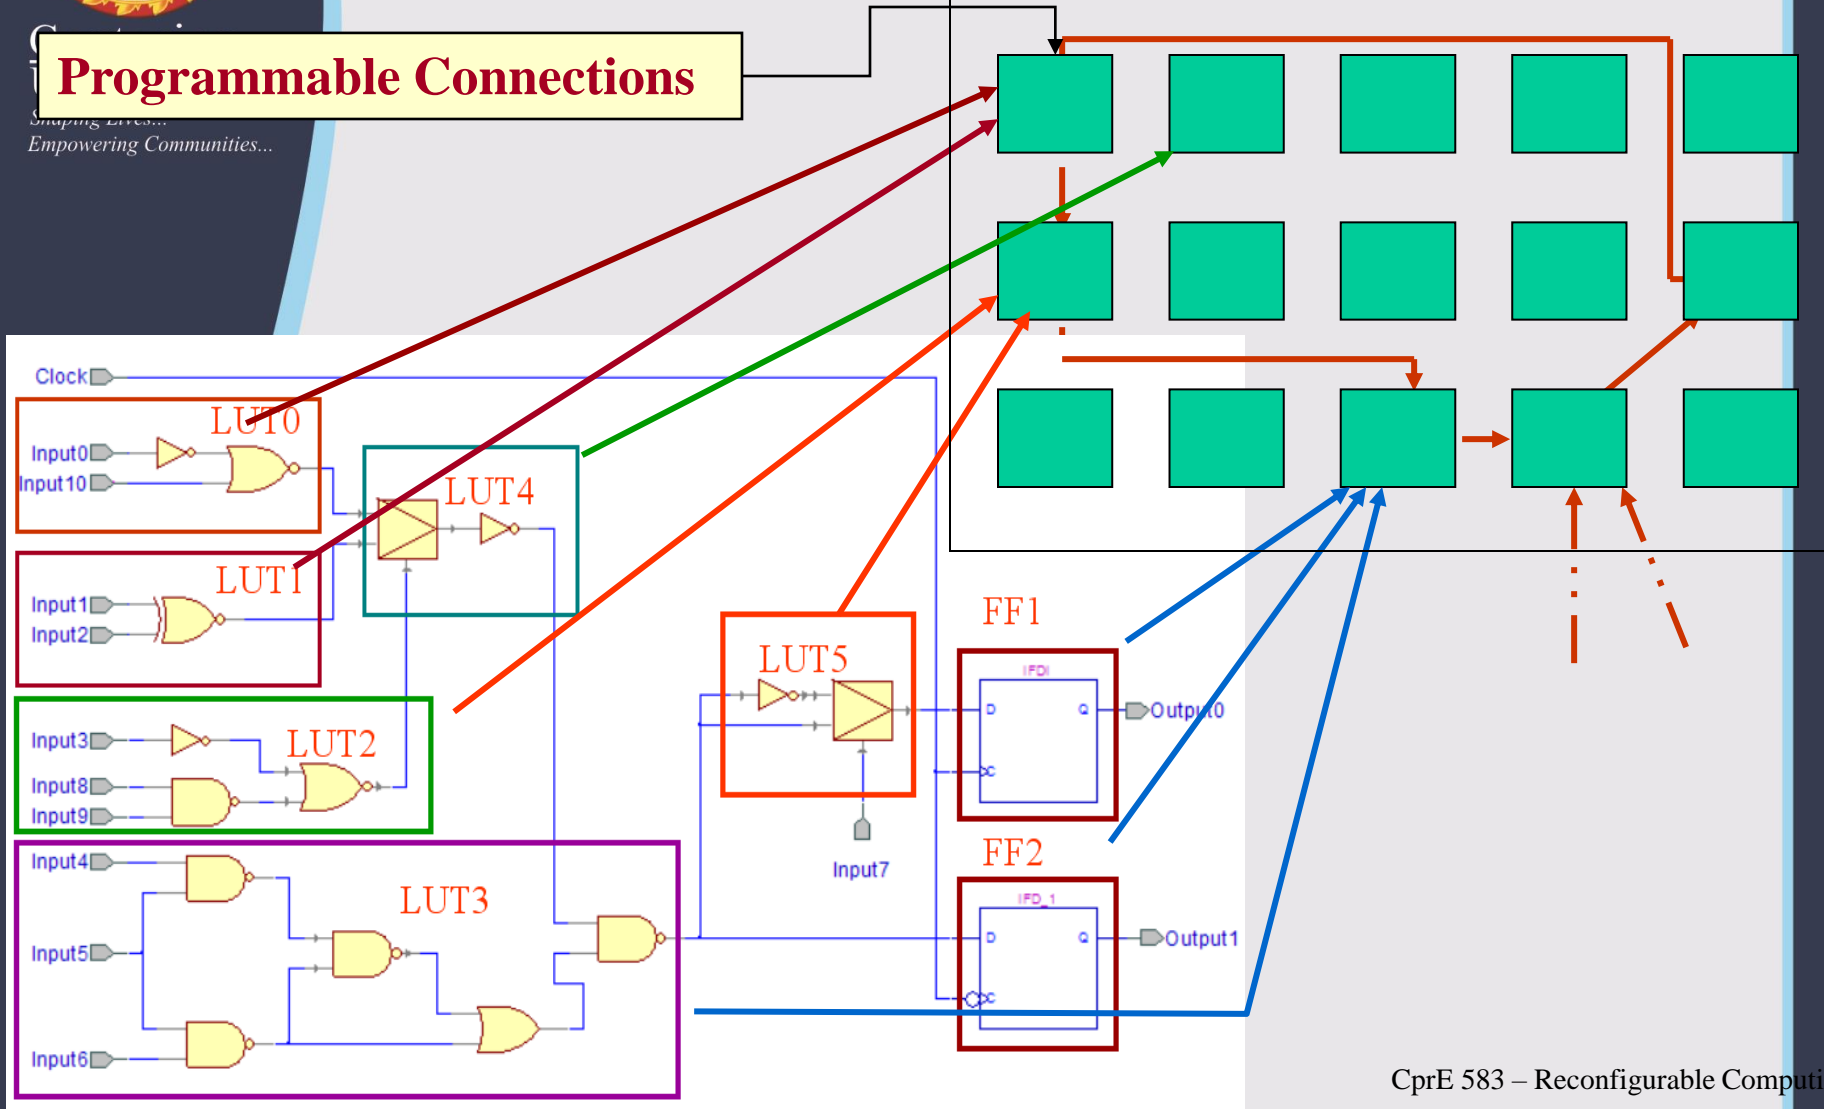 Programmable Connections
Empowering Communities...
Clock
LUT0
Input0
Input10
LUT4
LUT1
Input1
Input2
LUT2
Input3
Input8
Input9
LUT5
Input7
FF1
IFDI
D
Q
C
Output0
FF2
IFD_1
D
Q
C
Output1
LUT3
Input4
Input5
Input6
CprE 583 – Reconfigurable Computi